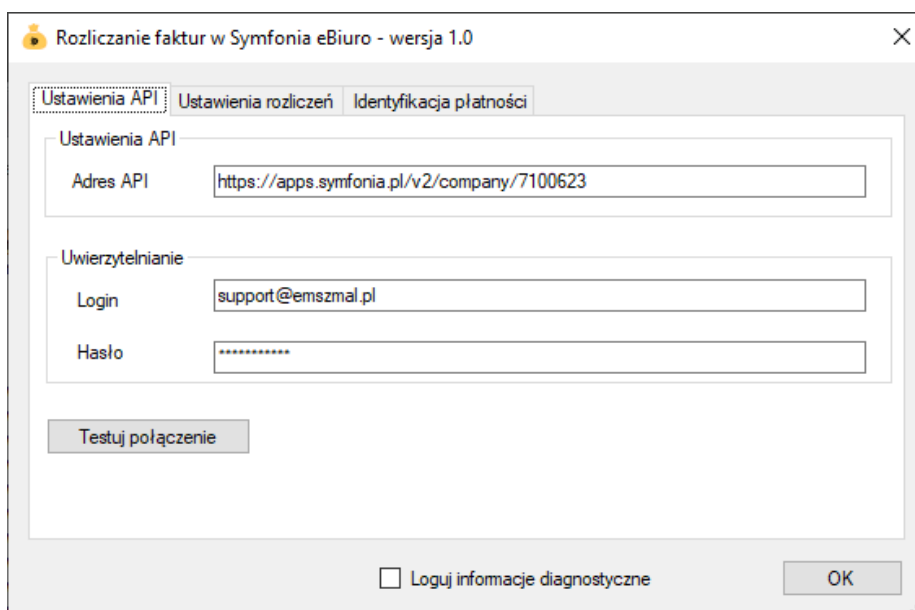 Rozliczanie faktur w Symfonia eBiuro - wersja 1.0
Ustawienia API Ustawienia rozliczeń Identyfikacja płatności
Ustawienia API
Adres API https://apps.symfonia.pl/v2/company/7100623
Uwierzytelnianie
Login support@emszmal.pl
Hasło ***********
Testuj połączenie
Loguj informacje diagnostyczne OK